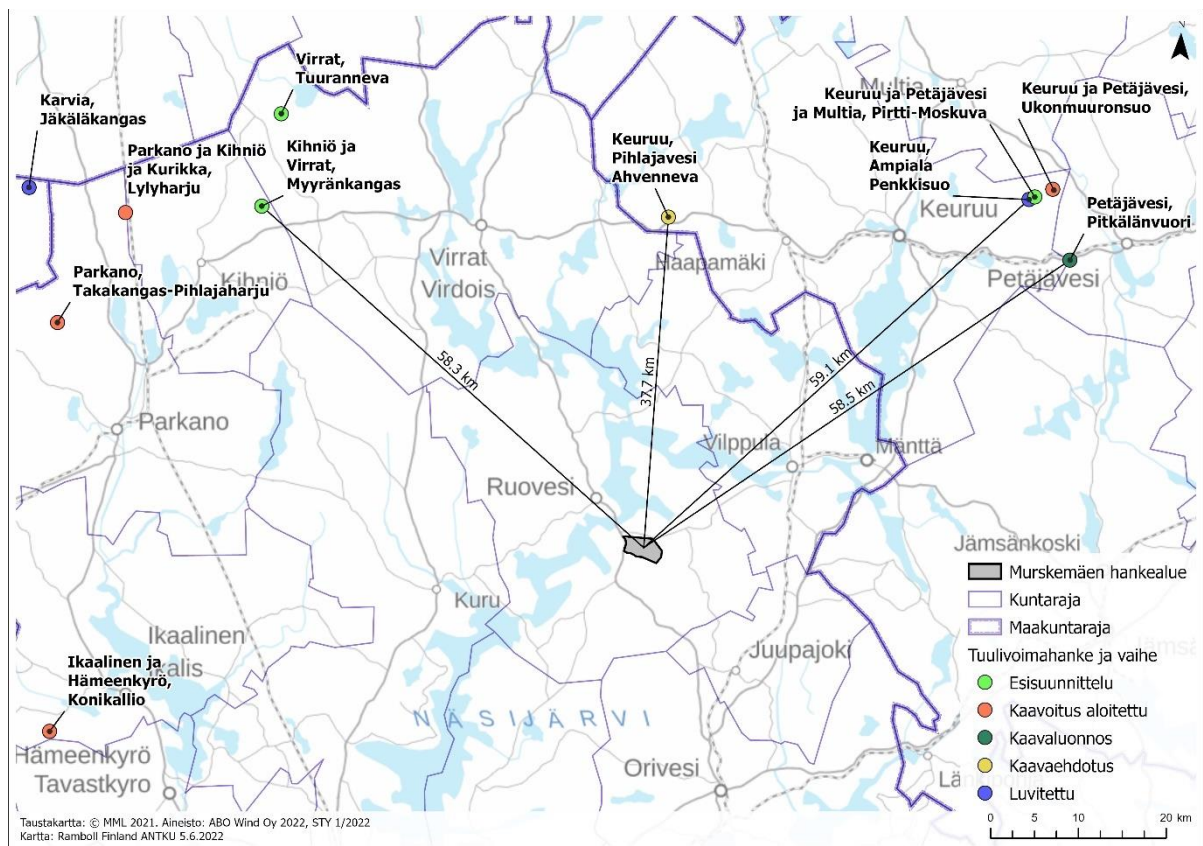 Virrat,
Tuuranneva
Karvia,
Jäkäläkangas
Parkano ja Kihniö
ja Kurikka,
Lylyharju
Kihniö ja
Virrat,
Myyränkangas
Keuruu,
Pihlajavesi
Ahvenneva
Multia
Keuruu ja Petäjävesi
ja Multia, Pirtti-Moskuva
Keuruu ja Petäjävesi,
Ukonmuuronsuo
Keuruu,
Ampiala
Penkkisuo
Petäjävesi,
Pitkälänvuori
Keuruu
Petäjävesi
Parkano,
Takakangas-Pihlajaharju
Kihniö
Virrat
Virdois
Haapamäki
58.3 km
37.7 km
59.1 km
58.5 km
Parkano
Vilppula
Mänttä
Ruovesi
Kuru
Jämsänkoski
Ikaalinen
Ikalis
Ikaalinen ja
Hämeenkyrö,
Konikallio
Juupajoki
NÄSIJÄRVI
Hämeenkyrö
Tavastkyro
Orivesi
Murskemäen hankealue
Kuntaraja
Maakuntaraja
Tuulivoimahanke ja vaihe
Esisuunnittelu
Kaavoitus aloitettu
Kaavaluonnos
Kaavaehdotus
Luvitettu
0 5 10 20 km
Taustakartta: © MML 2021. Aineisto: ABO Wind Oy 2022, STY 1/2022
Kartta: Ramboll Finland ANTKU 5.6.2022